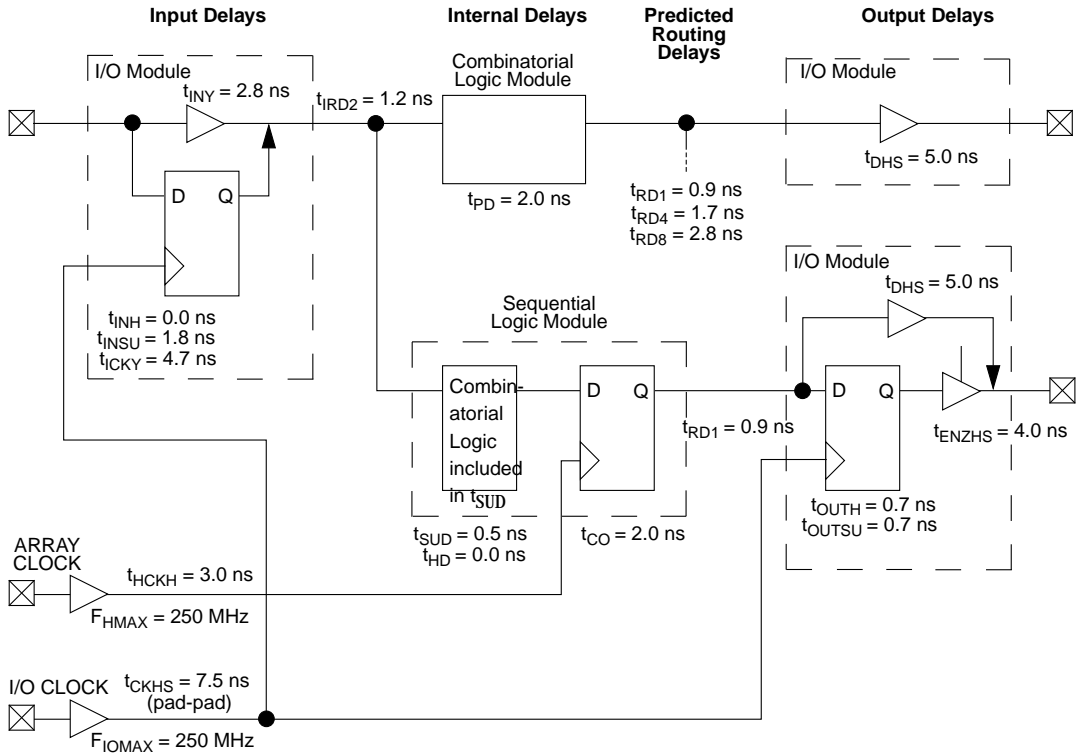 Input Delays
Internal Delays
Predicted
Routing
Delays
Output Delays
I/O Module
tINY = 2.8 ns
tIRD2 = 1.2 ns
Combinatorial
Logic Module
I/O Module
D Q
tPD = 2.0 ns
tRD1 = 0.9 ns
tRD4 = 1.7 ns
tRD8 = 2.8 ns
tDHS = 5.0 ns
tINH = 0.0 ns
tINSU = 1.8 ns
tICKY = 4.7 ns
Sequential
Logic Module
I/O Module
tDHS = 5.0 ns
Combin-
atorial
Logic
included
in tSUD
D Q
tRD1 = 0.9 ns
D Q
tENZHS = 4.0 ns
tSUD = 0.5 ns
tHD = 0.0 ns
tCO = 2.0 ns
tOUTH = 0.7 ns
tOUTSU = 0.7 ns
ARRAY
CLOCK
tHCKH = 3.0 ns
FHMAX = 250 MHz
I/O CLOCK
tCKHS = 7.5 ns
(pad-pad)
FIOMAX = 250 MHz